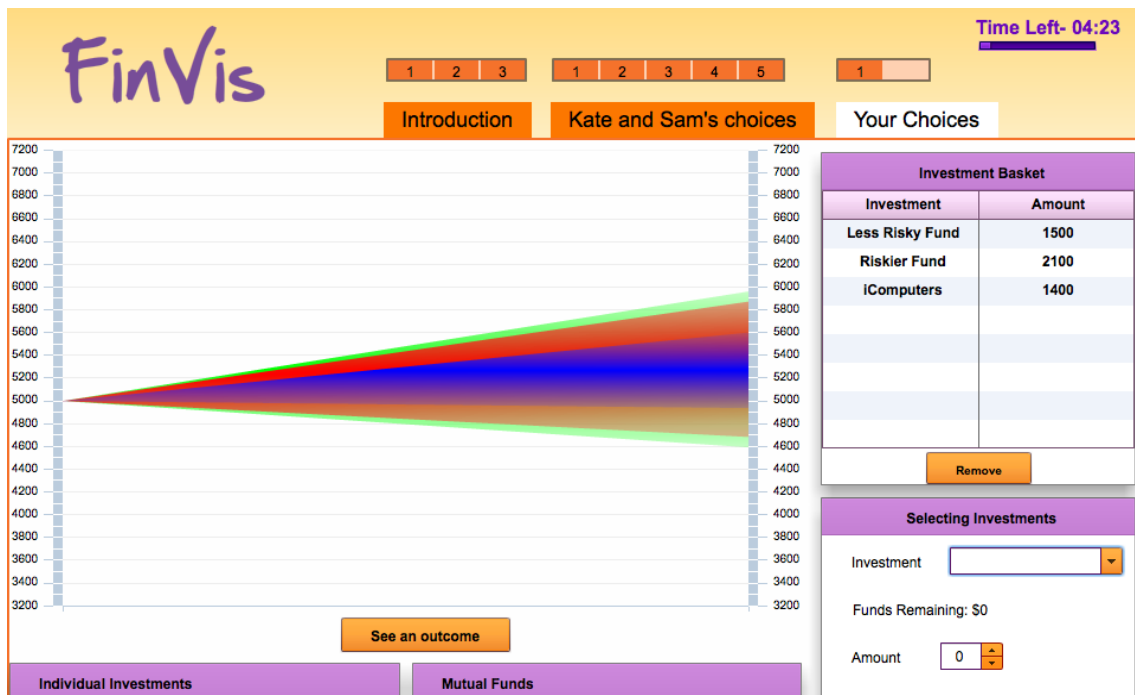 Time Left- 04:23
FinVis
1 2 3
1 2 3 4 5
1
Introduction
Kate and Sam's choices
Your Choices
7200 7200
7000 7000
6800 6800
6600 6600
6400 6400
6200 6200
6000 6000
5800 5800
5600 5600
5400 5400
5200 5200
5000 5000
4800 4800
4600 4600
4400 4400
4200 4200
4000 4000
3800 3800
3600 3600
3400 3400
3200 3200
See an outcome
Individual Investments
Mutual Funds
Investment Basket
Investment Amount
Less Risky Fund 1500
Riskier Fund 2100
iComputers 1400
Remove
Selecting Investments
Investment
Funds Remaining: $0
Amount 0